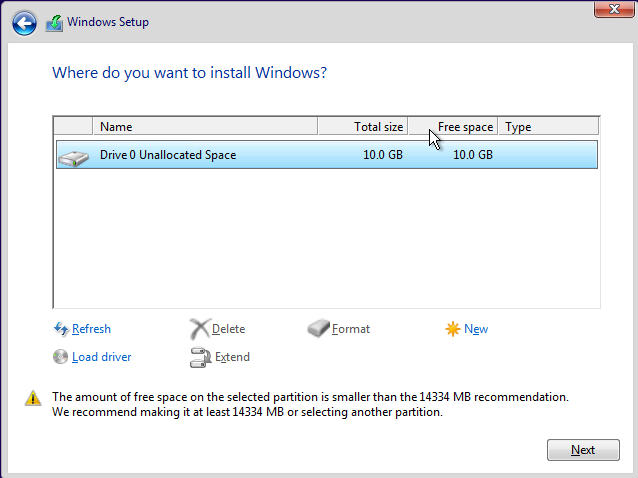 Windows Setup
Where do you want to install Windows?
Name Total size Free space Type
Drive 0 Unallocated Space 10.0 GB 10.0 GB
Refresh Delete Format New
Load driver Extend
The amount of free space on the selected partition is smaller than the 14334 MB recommendation.
We recommend making it at least 14334 MB or selecting another partition.
Next